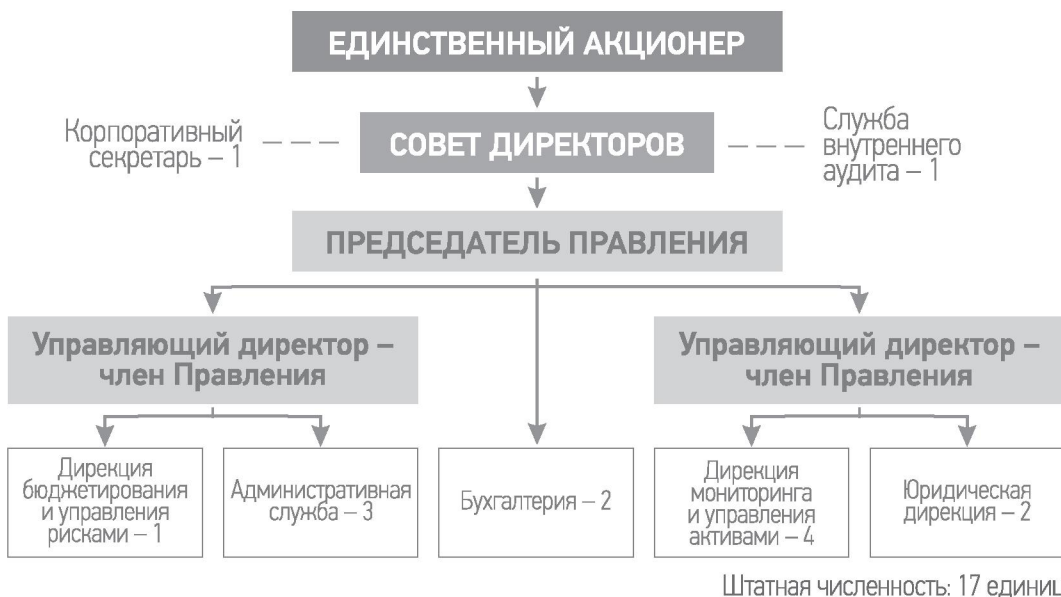 ЕДИНСТВЕННЫЙ АКЦИОНЕР
Корпоративный
секретарь – 1
СОВЕТ ДИРЕКТОРОВ
Служба
внутреннего
аудита – 1
ПРЕДСЕДАТЕЛЬ ПРАВЛЕНИЯ
Управляющий директор –
член Правления
Управляющий директор –
член Правления
Дирекция
бюджетирования
и управления
рисками – 1
Административная
служба – 3
Бухгалтерия – 2
Дирекция
мониторинга
и управления
активами – 4
Юридическая
дирекция – 2
Штатная численность: 17 единиц